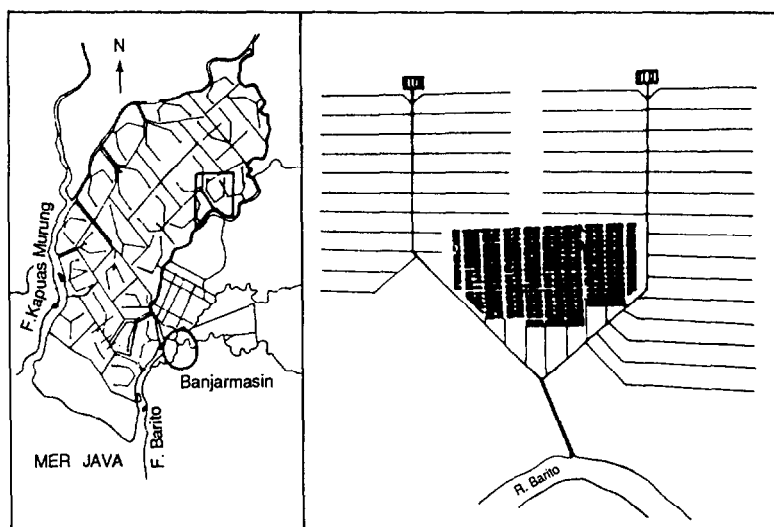 N
F.Kapuas Murung
Banjarmasin
F. Barito
MER JAVA
R. Barito